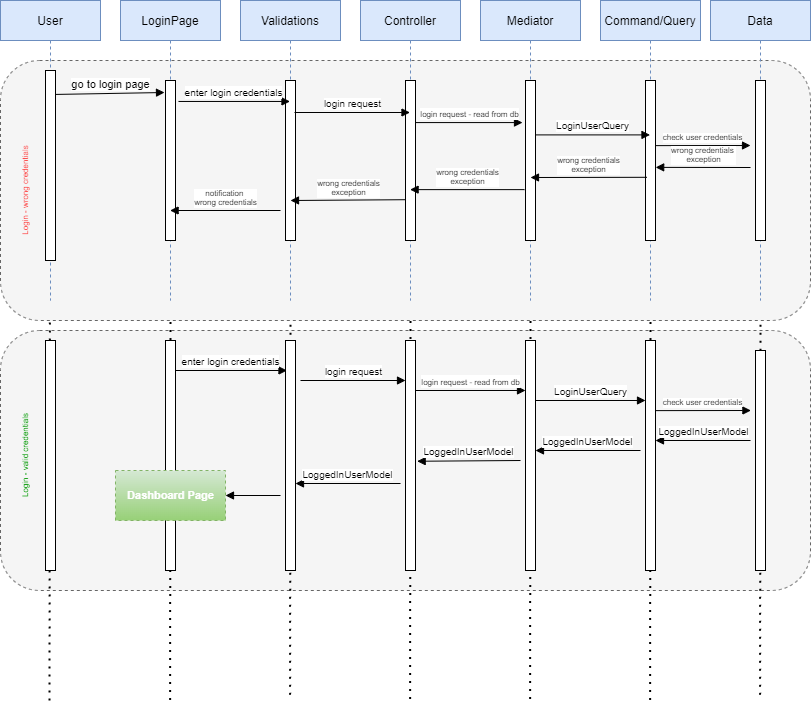 User
LoginPage
Validations
Controller
Mediator
Command/Query
Data
Login - wrong credentials
go to login page
enter login credentials
login request
login request - read from db
LoginUserQuery
check user credentials
wrong credentials
exception
wrong credentials
exception
wrong credentials
exception
wrong credentials
exception
notification
wrong credentials
Login - valid credentials
enter login credentials
login request
login request - read from db
LoginUserQuery
check user credentials
LoggedInUserModel
LoggedInUserModel
LoggedInUserModel
LoggedInUserModel
Dashboard Page